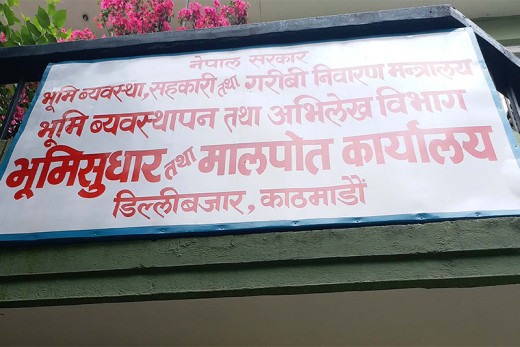 नेपाल सरकार
भूमि व्यवस्था, सहकारी तथा गरीबी निवारण मन्त्रालय
भूमि व्यवस्थापन तथा अभिलेख विभाग
भूमिसुधार तथा मालपोत कार्यालय
डिल्लीबजार, काठमाडौं